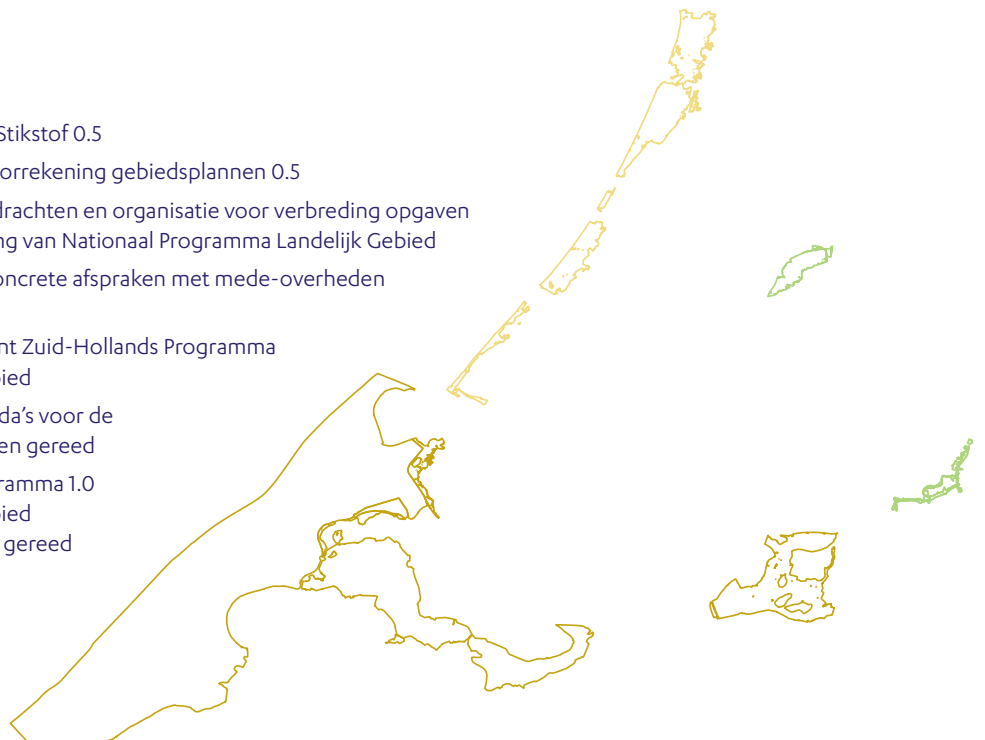 Stikstof 0.5
orrekening gebiedsplannen 0.5
drachten en organisatie voor verbreding opgaven
ng van Nationaal Programma Landelijk Gebied
oncrete afspraken met mede-overheden
nt Zuid-Hollands Programma
ied
da's voor de
en gereed
ramma 1.0
ied
gereed